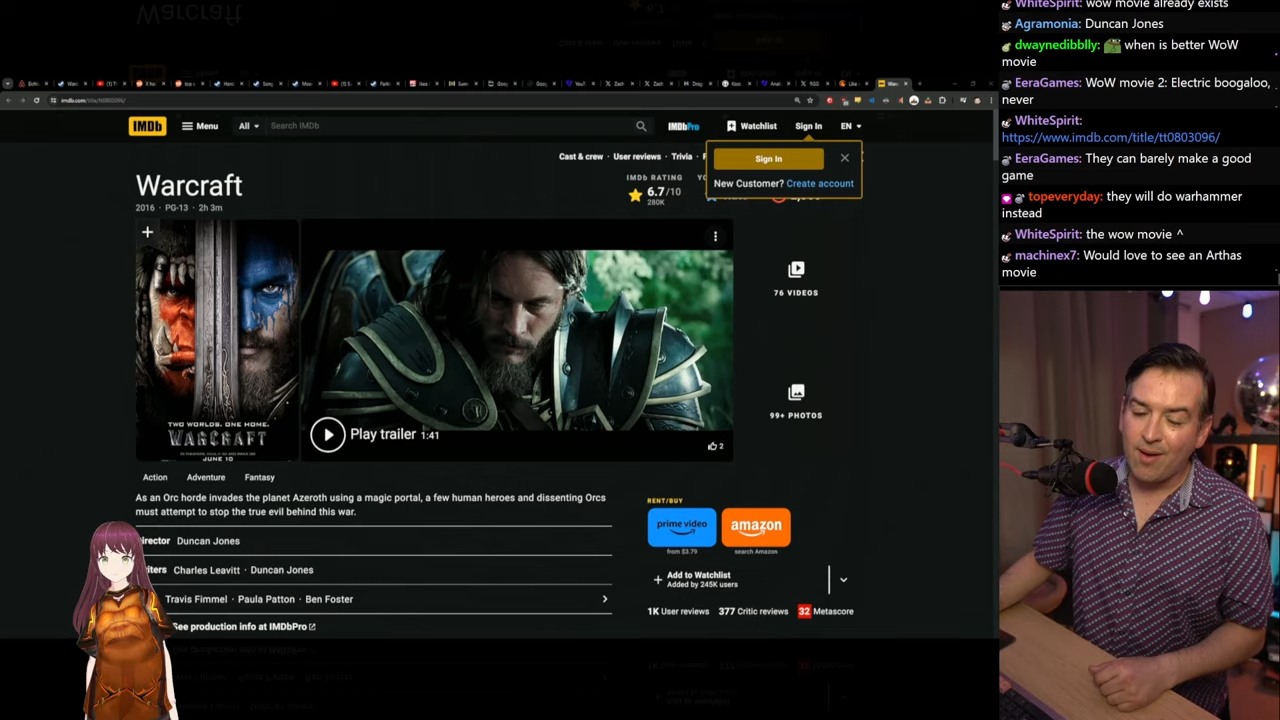 WhiteSpirit: wow movie already exists
Agramonia: Duncan Jones
dwaynedibblly: when is better WoW
movie
EeraGames: WoW movie 2: Electric boogaloo,
never
WhiteSpirit:
https://www.imdb.com/title/tt0803096/
EeraGames: They can barely make a good
game
topeveryday: they will do warhammer
instead
WhiteSpirit: the wow movie ^
machinex7: Would love to see an Arthas
movie
imdb.com/title/tt0803096/
IMDb
Menu
All
Search IMDb
IMDbPro
Watchlist
Sign In
EN
Cast & crew · User reviews · Trivia
Sign In
New Customer? Create account
Warcraft
2016 · PG-13 · 2h 3m
IMDb RATING
6.7/10
280K
TWO WORLDS. ONE HOME.
WARCRAFT
JUNE 10
Play trailer 1:41
2
76 VIDEOS
99+ PHOTOS
Action
Adventure
Fantasy
As an Orc horde invades the planet Azeroth using a magic portal, a few human heroes and dissenting Orcs
must attempt to stop the true evil behind this war.
Duncan Jones
Charles Leavitt · Duncan Jones
Travis Fimmel · Paula Patton · Ben Foster
See production info at IMDbPro
RENT/BUY
prime video
from $3.79
amazon
search Amazon
+ Add to Watchlist
Added by 245K users
1K User reviews
377 Critic reviews
32 Metascore